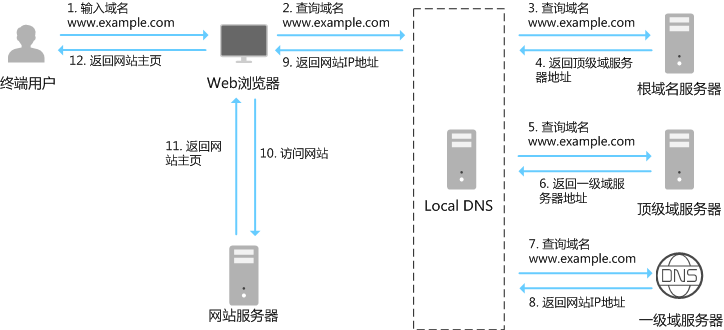 1. 输入域名
www.example.com
12. 返回网站主页
终端用户
2. 查询域名
www.example.com
9. 返回网站IP地址
Web浏览器
3. 查询域名
www.example.com
4. 返回顶级域服务
器地址
根域名服务器
11. 返回网
站主页
10. 访问网站
网站服务器
Local DNS
5. 查询域名
www.example.com
6. 返回一级域服
务器地址
顶级域服务器
7. 查询域名
www.example.com
8. 返回网站IP地址
DNS
一级域服务器